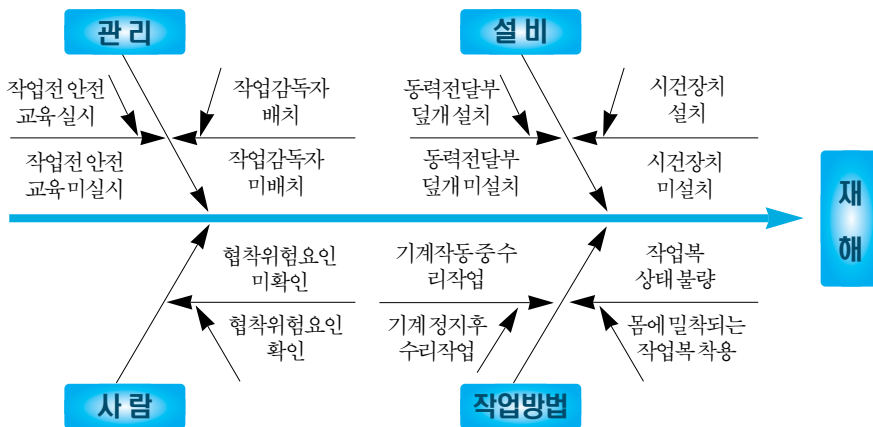 관리
설비
작업전 안전
교육 실시
작업감독자
배치
동력전달부
덮개 설치
시건장치
설치
작업전 안전
교육 미실시
작업감독자
미배치
동력전달부
덮개 미설치
시건장치
미설치
재
해
협착위험요인
미확인
기계작동 중 수
리작업
작업복
상태 불량
협착위험요인
확인
기계 정지후
수리작업
몸에 밀착되는
작업복 착용
사람
작업방법